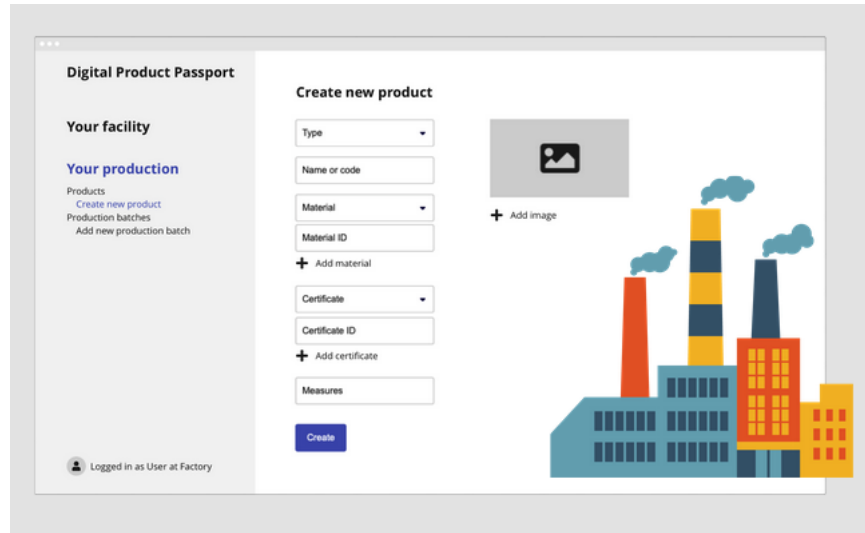 Digital Product Passport
Your facility
Your production
Products
Create new product
Production batches
Add new production batch
Logged in as User at Factory
Create new product
Type
Name or code
Material
Material ID
Add material
Certificate
Certificate ID
Add certificate
Measures
Create
Add image